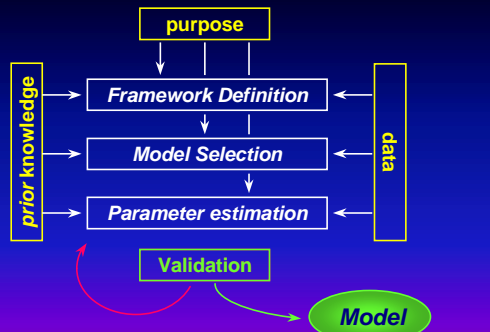 purpose
prior knowledge
Framework Definition
data
Model Selection
Parameter estimation
Validation
Model